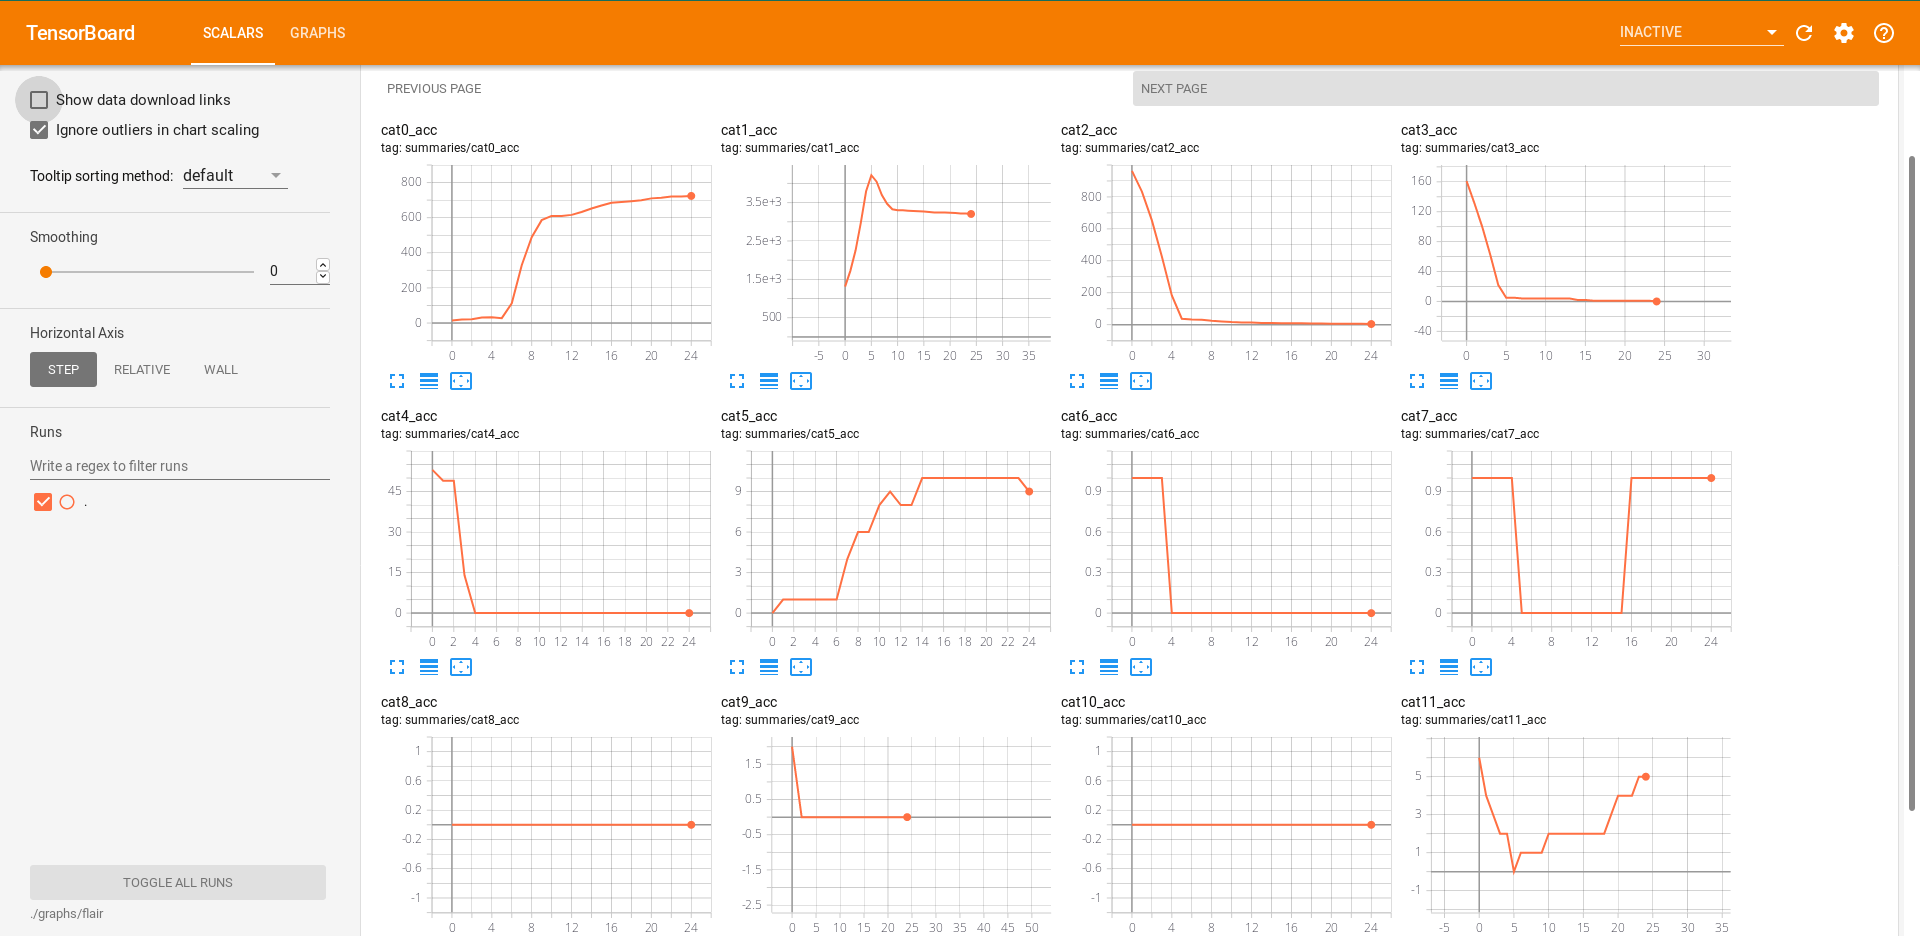 TensorBoard
SCALARS GRAPHS
INACTIVE
Show data download links
Ignore outliers in chart scaling
Tooltip sorting method: default
Smoothing
0
Horizontal Axis
STEP RELATIVE WALL
Runs
Write a regex to filter runs
.
TOGGLE ALL RUNS
./graphs/flair
PREVIOUS PAGE NEXT PAGE
cat0_acc
tag: summaries/cat0_acc
800
600
400
200
0
0 4 8 12 16 20 24
cat1_acc
tag: summaries/cat1_acc
3.5e+3
2.5e+3
1.5e+3
500
-5 0 5 10 15 20 25 30 35
cat2_acc
tag: summaries/cat2_acc
800
600
400
200
0
0 4 8 12 16 20 24
cat3_acc
tag: summaries/cat3_acc
160
120
80
40
0
-40
0 5 10 15 20 25 30
cat4_acc
tag: summaries/cat4_acc
45
30
15
0
0 2 4 6 8 10 12 14 16 18 20 22 24
cat5_acc
tag: summaries/cat5_acc
9
6
3
0
0 2 4 6 8 10 12 14 16 18 20 22 24
cat6_acc
tag: summaries/cat6_acc
0.9
0.6
0.3
0
0 4 8 12 16 20 24
cat7_acc
tag: summaries/cat7_acc
0.9
0.6
0.3
0
0 4 8 12 16 20 24
cat8_acc
tag: summaries/cat8_acc
1
0.6
0.2
-0.2
-0.6
-1
0 4 8 12 16 20 24
cat9_acc
tag: summaries/cat9_acc
1.5
0.5
-0.5
-1.5
-2.5
0 5 10 15 20 25 30 35 40 45 50
cat10_acc
tag: summaries/cat10_acc
1
0.6
0.2
-0.2
-0.6
-1
0 4 8 12 16 20 24
cat11_acc
tag: summaries/cat11_acc
5
3
1
-1
-5 0 5 10 15 20 25 30 35